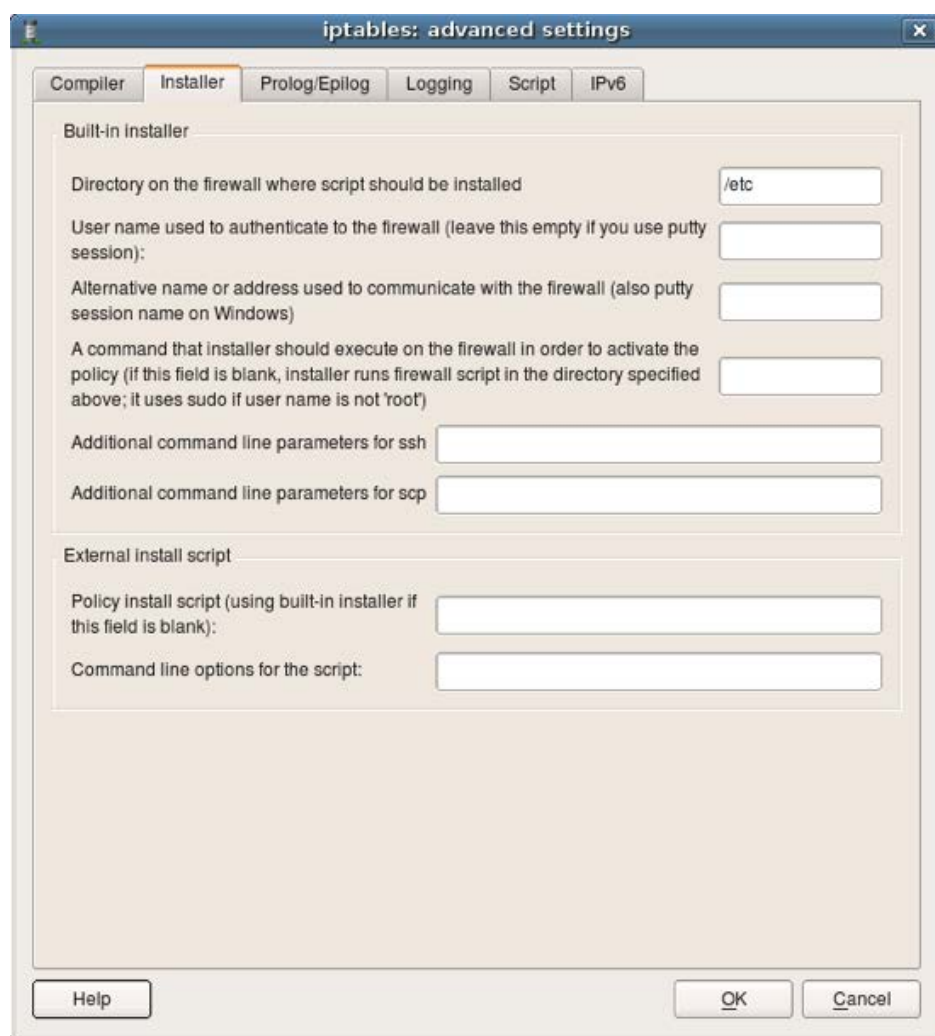 iptables: advanced settings
Compiler
Installer
Prolog/Epilog
Logging
Script
IPv6
Built-in installer
Directory on the firewall where script should be installed
/etc
User name used to authenticate to the firewall (leave this empty if you use putty
session):
Alternative name or address used to communicate with the firewall (also putty
session name on Windows)
A command that installer should execute on the firewall in order to activate the
policy (if this field is blank, installer runs firewall script in the directory specified
above; it uses sudo if user name is not 'root')
Additional command line parameters for ssh
Additional command line parameters for scp
External install script
Policy install script (using built-in installer if
this field is blank):
Command line options for the script:
Help
OK
Cancel